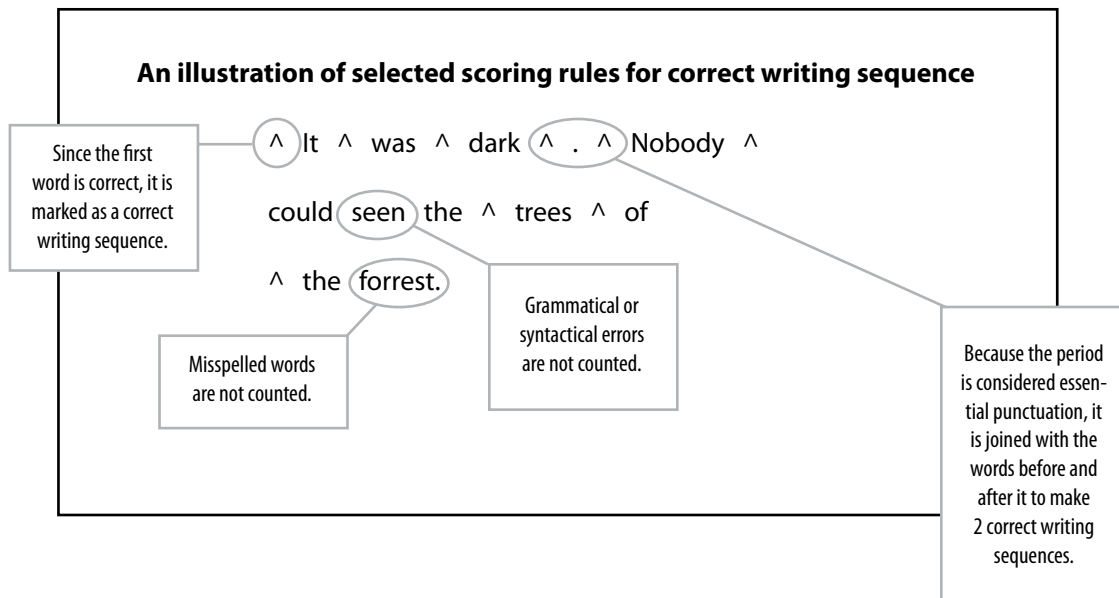 An illustration of selected scoring rules for correct writing sequence
Since the first
word is correct, it is
marked as a correct
writing sequence.
^ It ^ was ^ dark ^ . ^ Nobody ^
could seen the ^ trees ^ of
^ the forrest.
Misspelled words
are not counted.
Grammatical or
syntactical errors
are not counted.
Because the period
is considered essen-
tial punctuation, it
is joined with the
words before and
after it to make
2 correct writing
sequences.